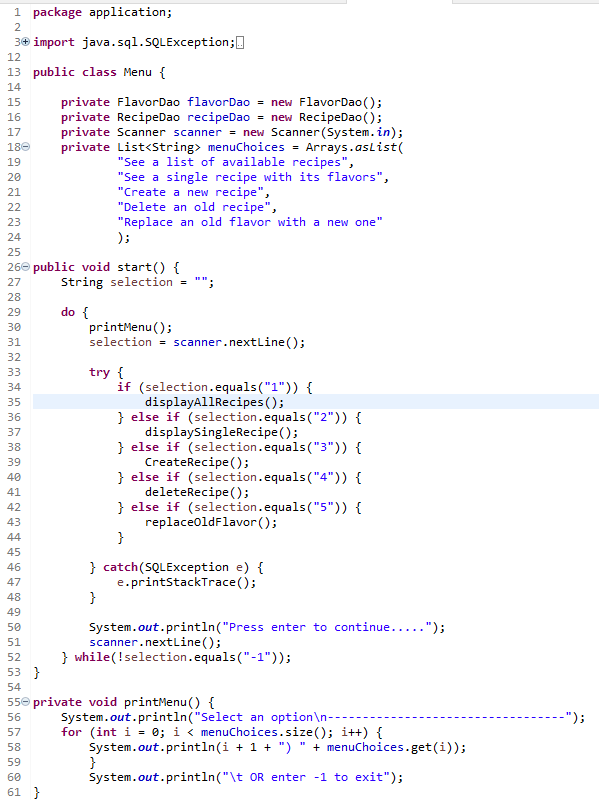 1 package application;
2
3 import java.sql.SQLException;
12
13 public class Menu {
14
15     private FlavorDao flavorDao = new FlavorDao();
16     private RecipeDao recipeDao = new RecipeDao();
17     private Scanner scanner = new Scanner(System.in);
18     private List<String> menuChoices = Arrays.asList(
19             "See a list of available recipes",
20             "See a single recipe with its flavors",
21             "Create a new recipe",
22             "Delete an old recipe",
23             "Replace an old flavor with a new one"
24             );
25
26 public void start() {
27     String selection = "";
28
29     do {
30         printMenu();
31         selection = scanner.nextLine();
32
33         try {
34             if (selection.equals("1")) {
35                 displayAllRecipes();
36             } else if (selection.equals("2")) {
37                 displaySingleRecipe();
38             } else if (selection.equals("3")) {
39                 CreateRecipe();
40             } else if (selection.equals("4")) {
41                 deleteRecipe();
42             } else if (selection.equals("5")) {
43                 replaceOldFlavor();
44             }
45
46         } catch(SQLException e) {
47             e.printStackTrace();
48         }
49
50         System.out.println("Press enter to continue.....");
51         scanner.nextLine();
52     } while(!selection.equals("-1"));
53 }
54
55 private void printMenu() {
56     System.out.println("Select an option\n----------------------------------");
57     for (int i = 0; i < menuChoices.size(); i++) {
58         System.out.println(i + 1 + ") " + menuChoices.get(i));
59         }
60         System.out.println("\t OR enter -1 to exit");
61 }